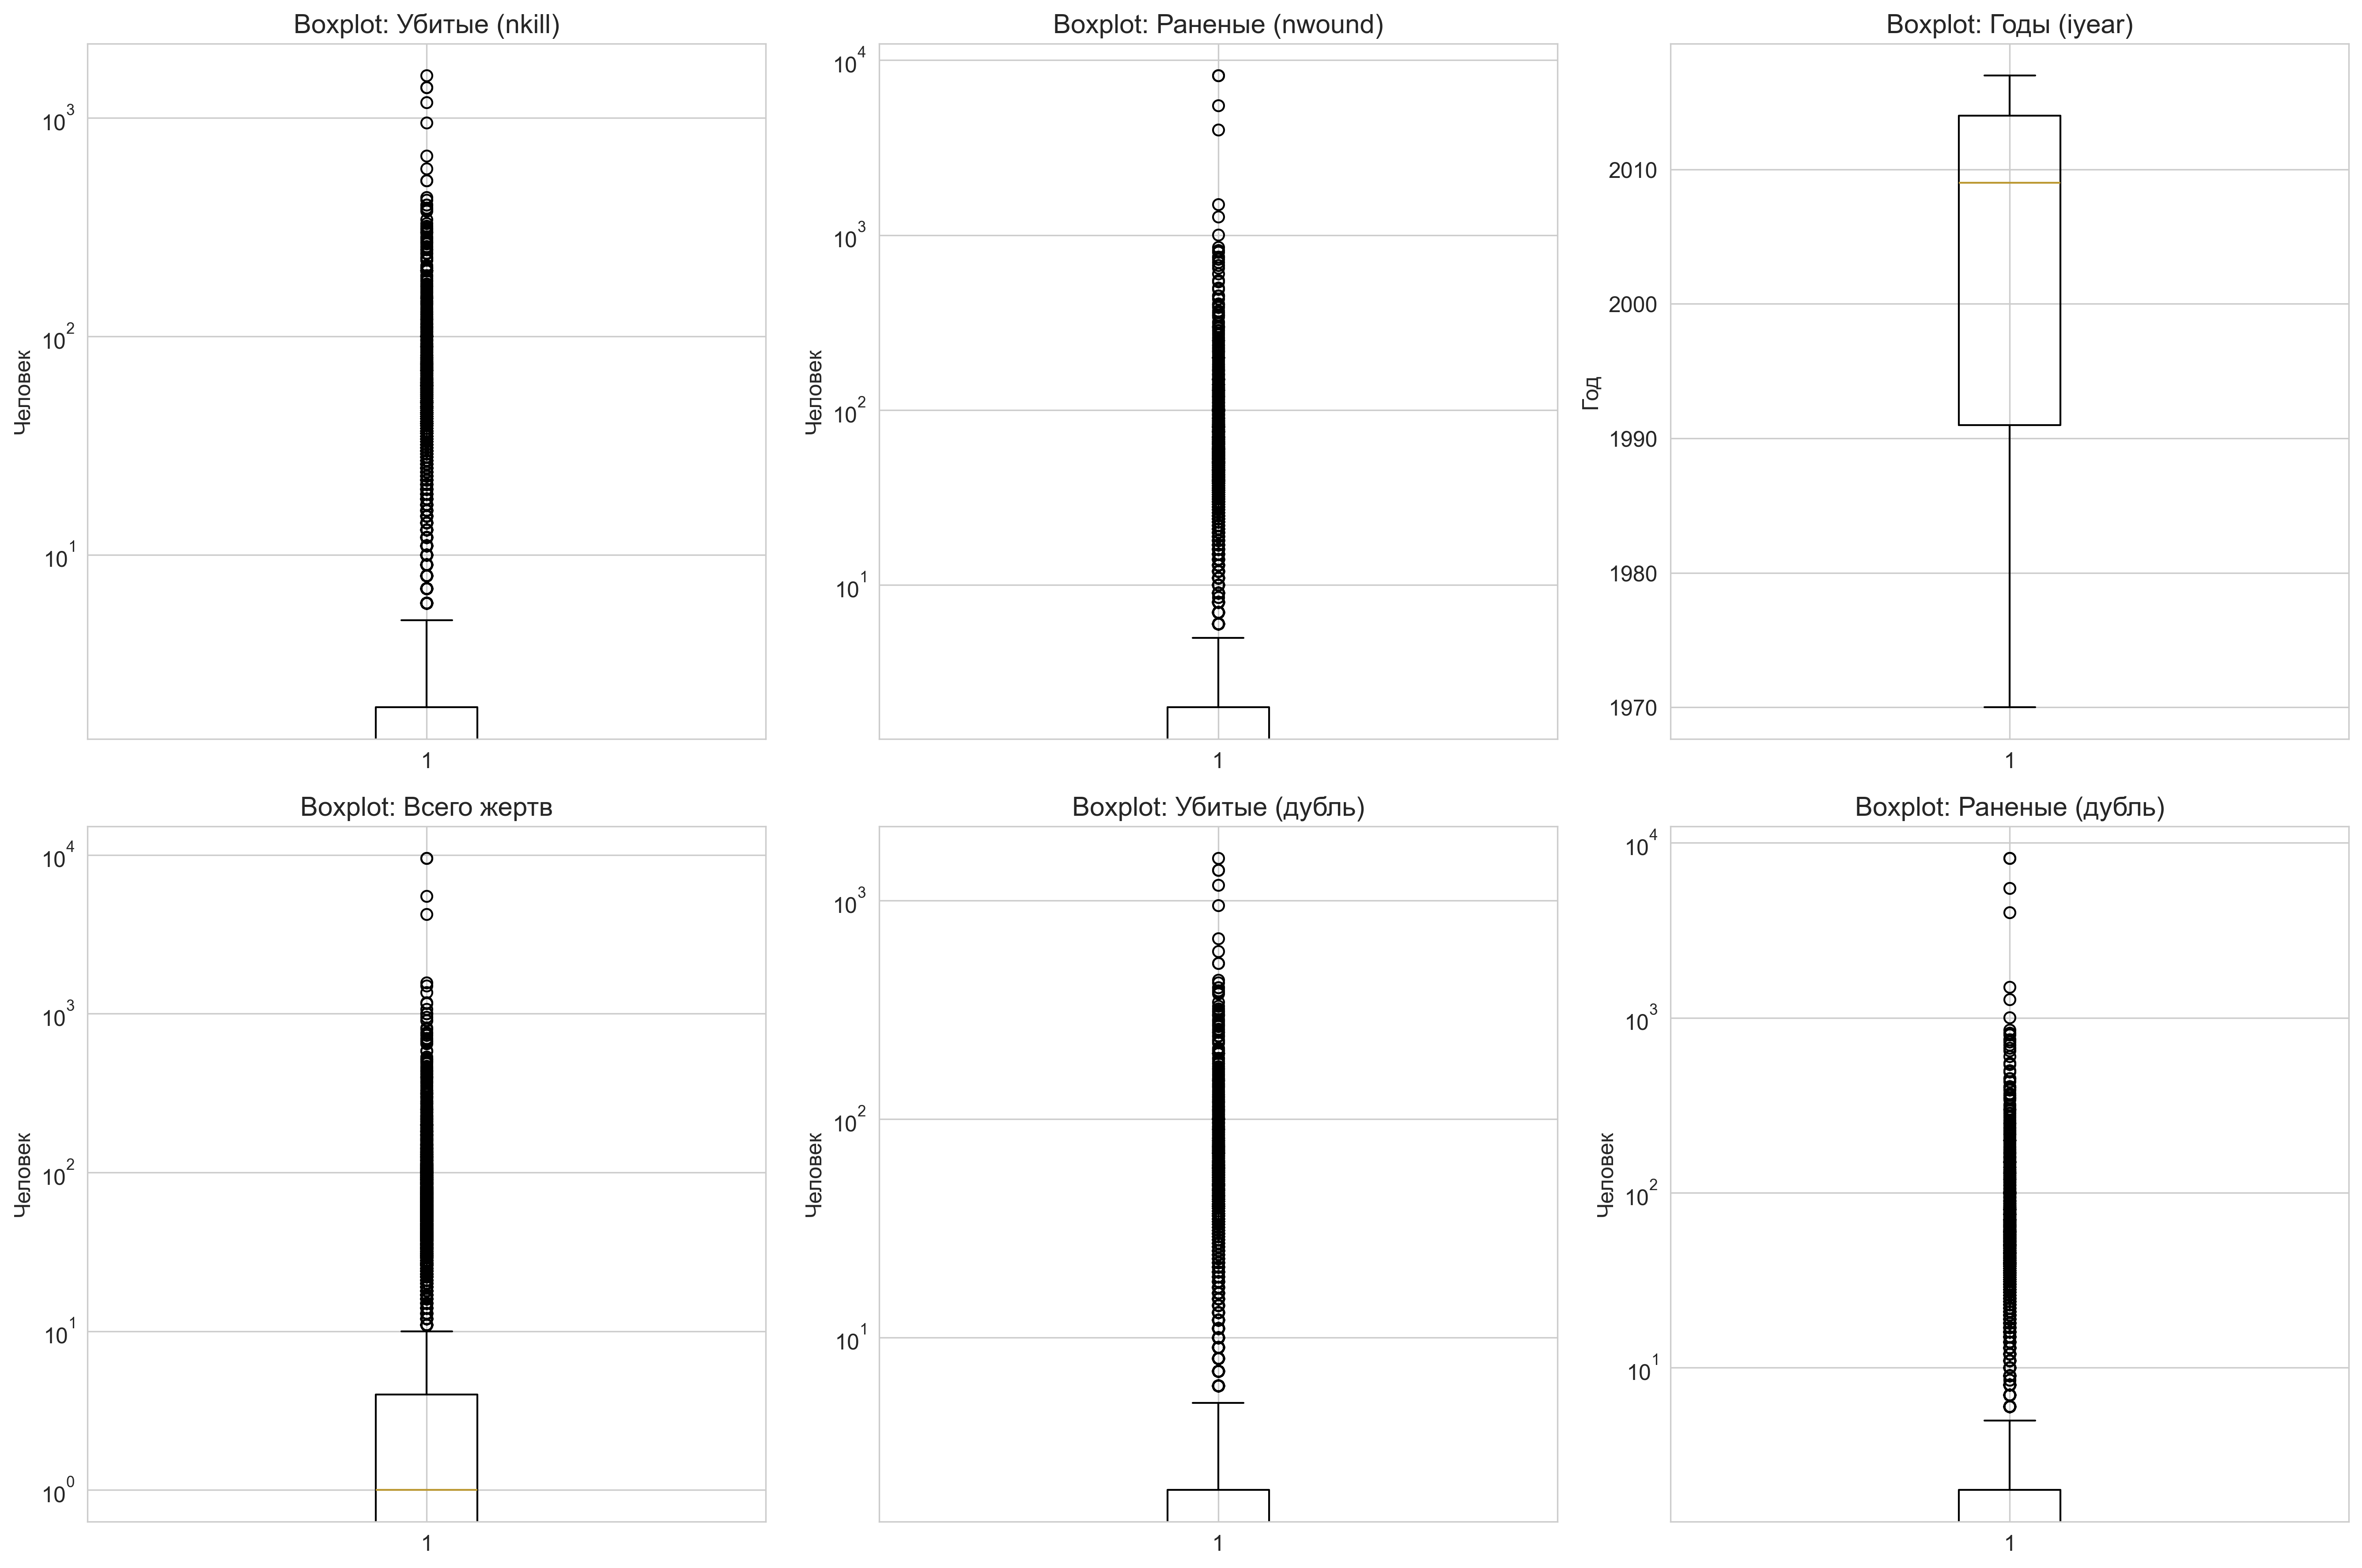 Boxplot: Убитые (nkill)
Boxplot: Раненые (nwound)
Boxplot: Годы (iyear)
10^3
10^2
10^1
Человек
1
10^4
10^3
10^2
10^1
Человек
1
2010
2000
1990
1980
1970
Год
1
Boxplot: Всего жертв
Boxplot: Убитые (дубль)
Boxplot: Раненые (дубль)
10^4
10^3
10^2
10^1
10^0
Человек
1
10^3
10^2
10^1
Человек
1
10^4
10^3
10^2
10^1
Человек
1